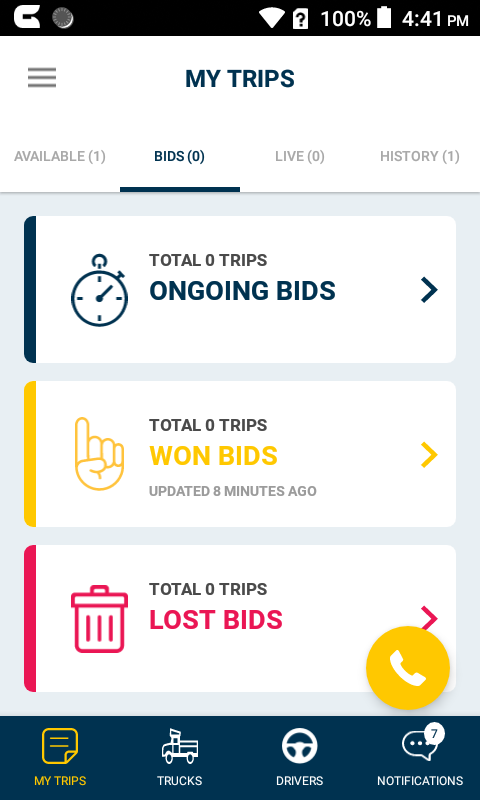 100% 4:41 PM
MY TRIPS
AVAILABLE (1) BIDS (0) LIVE (0) HISTORY (1)
TOTAL 0 TRIPS
ONGOING BIDS
TOTAL 0 TRIPS
WON BIDS
UPDATED 8 MINUTES AGO
TOTAL 0 TRIPS
LOST BIDS
7
MY TRIPS TRUCKS DRIVERS NOTIFICATIONS